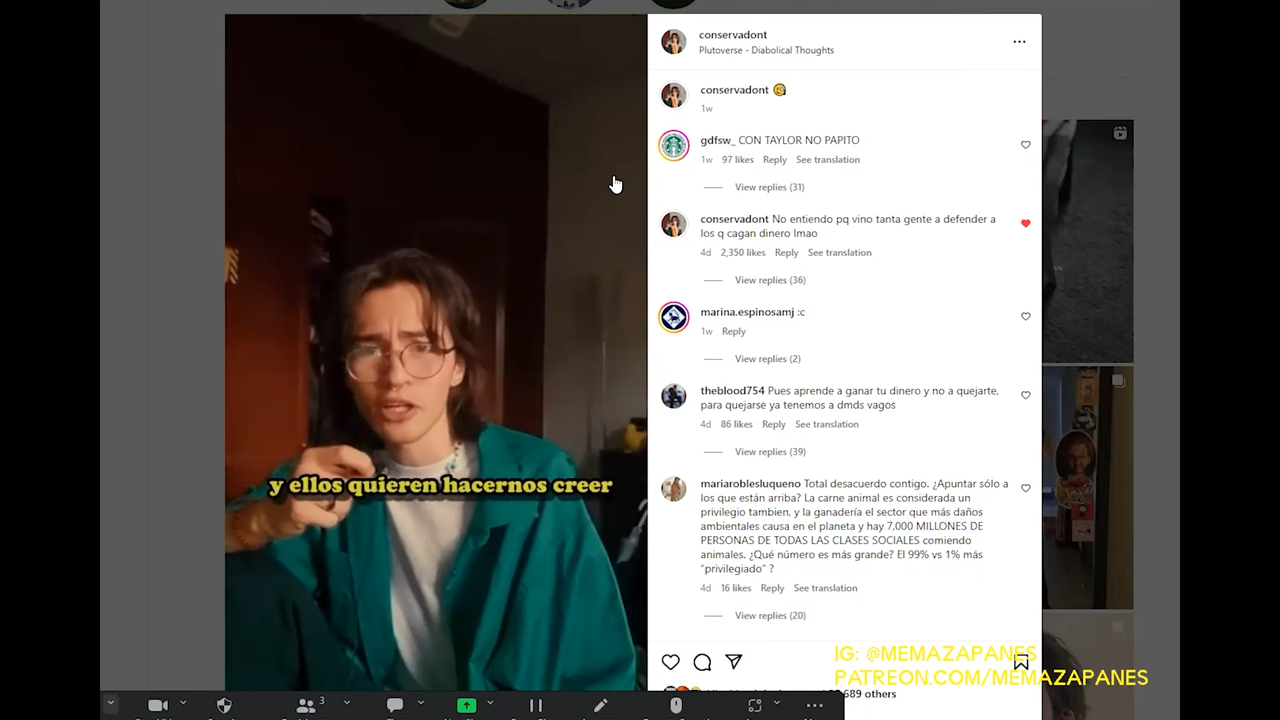 conservadont
Plutoverse - Diabolical Thoughts
conservadont
1w
gdfsw_ CON TAYLOR NO PAPITO
1w 97 likes Reply See translation
View replies (31)
conservadont No entiendo pq vino tanta gente a defender a
los q cagan dinero lmao
4d 2,350 likes Reply See translation
View replies (36)
marina.espinosamj :c
1w Reply
View replies (2)
theblood754 Pues aprende a ganar tu dinero y no a quejarte,
para quejarse ya tenemos a dmds vagos
4d 86 likes Reply See translation
View replies (39)
mariaroblesluqueno Total desacuerdo contigo. ¿Apuntar sólo a
los que están arriba? La carne animal es considerada un
privilegio tambien, y la ganadería el sector que más daños
ambientales causa en el planeta y hay 7,000 MILLONES DE
PERSONAS DE TODAS LAS CLASES SOCIALES comiendo
animales. ¿Qué número es más grande? El 99% vs 1% más
"privilegiado" ?
4d 16 likes Reply See translation
View replies (20)
y ellos quieren hacernos creer
IG: @MEMAZAPANES
PATREON.COM/MEMAZAPANES
689 others
3